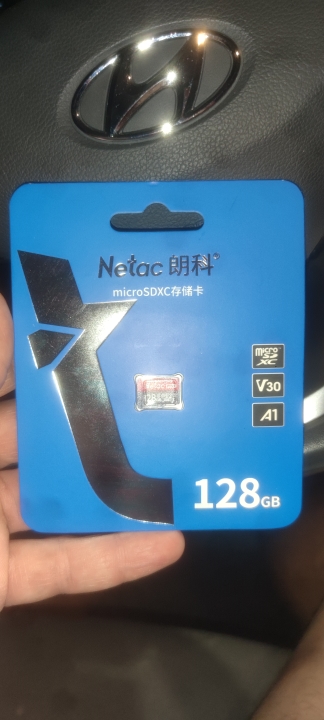 Netac 朗科®
microSDXC存储卡
micro
SD
XC
V30
A1
128GB